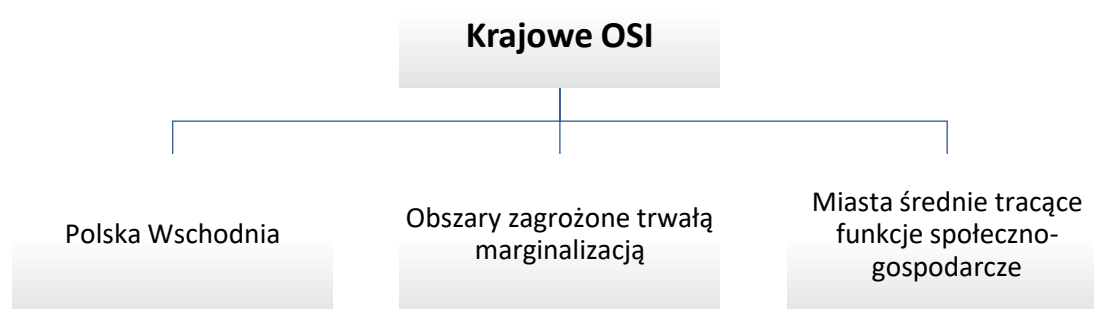 Krajowe OSI
Polska Wschodnia
Obszary zagrożone trwałą
marginalizacją
Miasta średnie tracące
funkcje społeczno-
gospodarcze